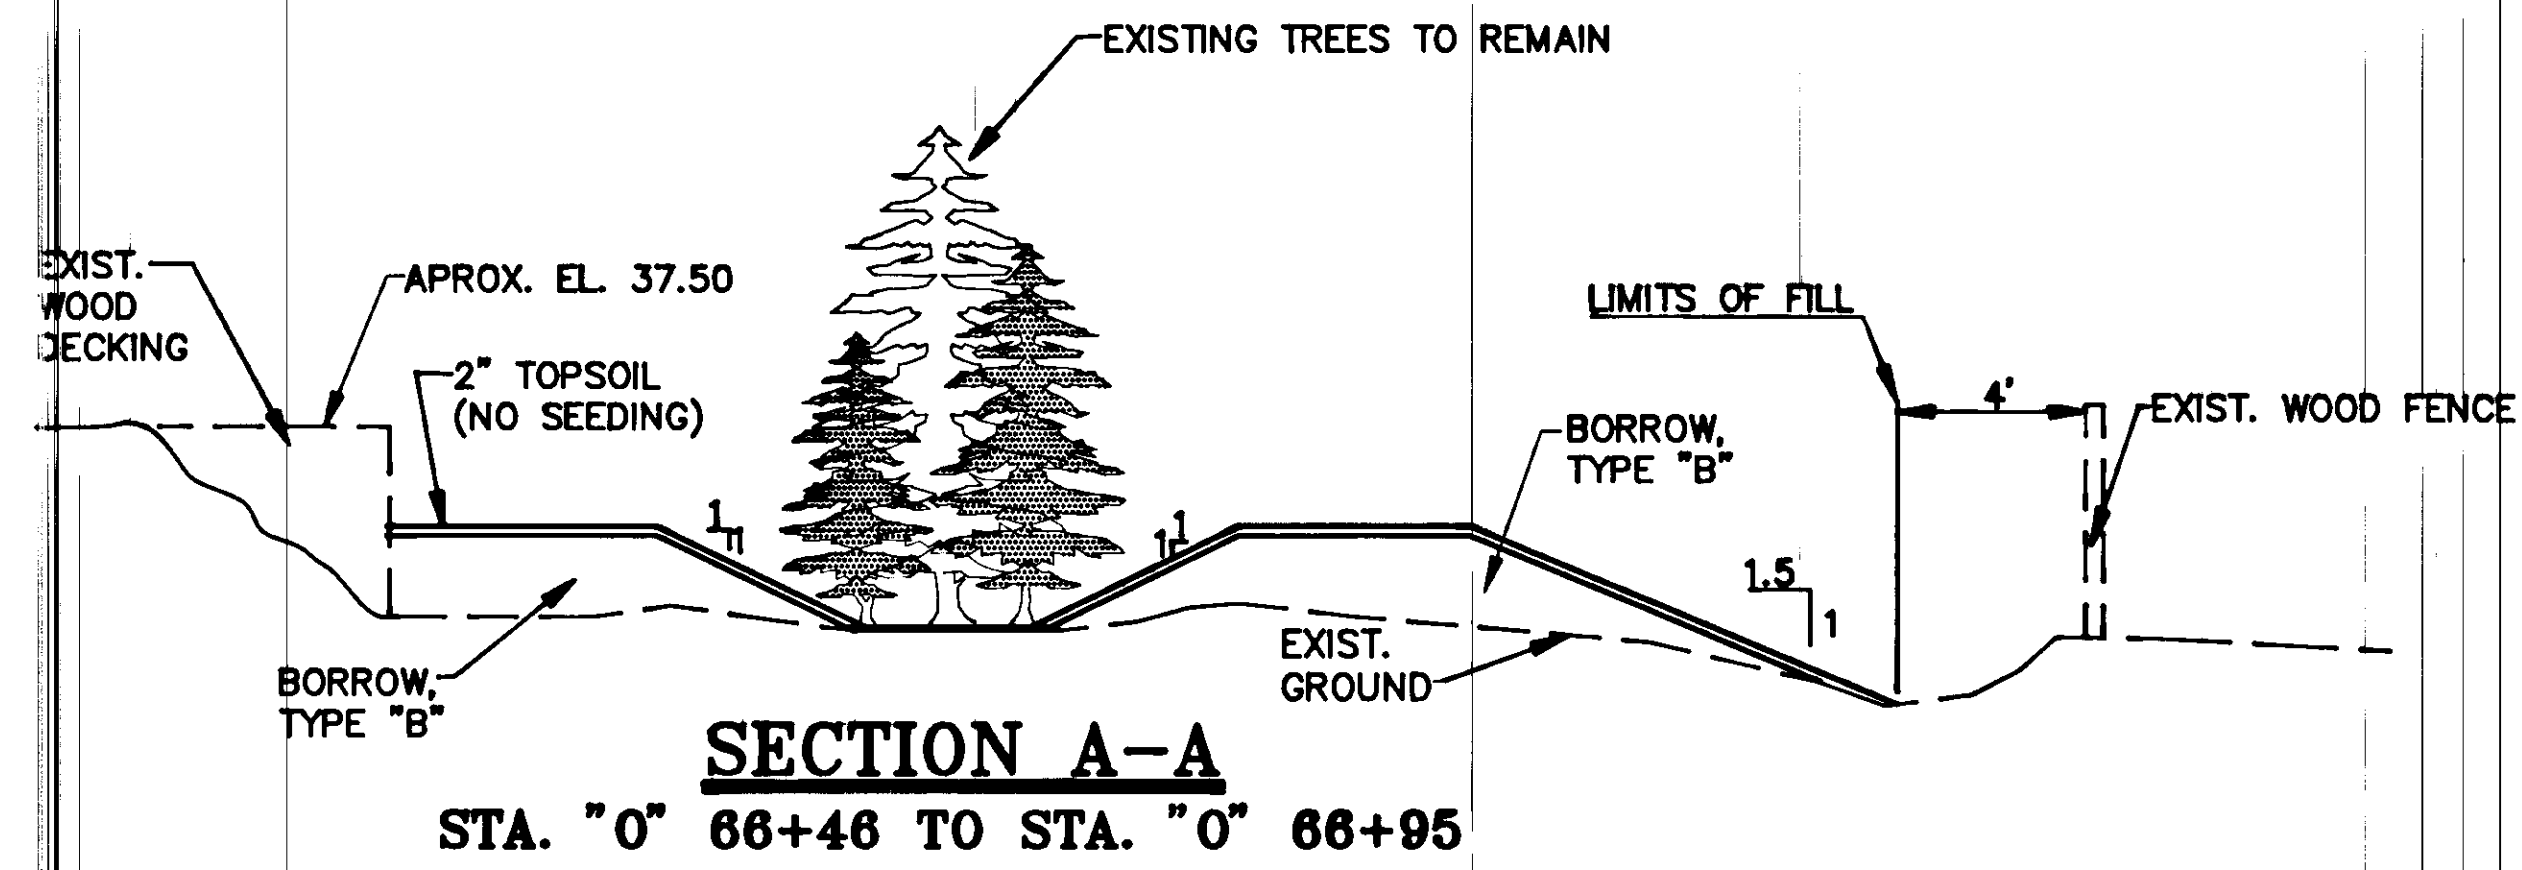 EXISTING TREES TO REMAIN
EXIST.
WOOD
DECKING
APROX. EL. 37.50
2" TOPSOIL
(NO SEEDING)
LIMITS OF FILL
4'
EXIST. WOOD FENCE
BORROW,
TYPE "B"
1
1
1
1
1.5
1
EXIST.
GROUND
BORROW,
TYPE "B"
SECTION A-A
STA. "O" 66+46 TO STA. "O" 66+95